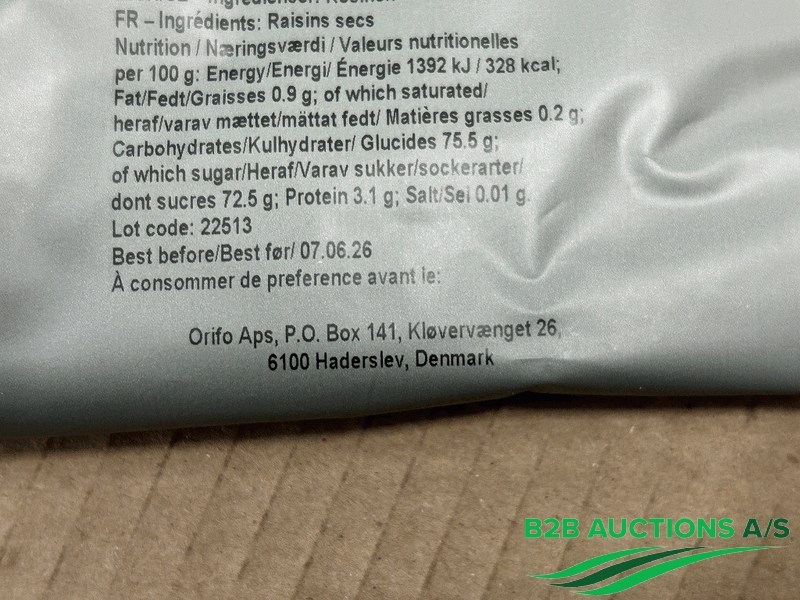 FR – Ingrédients: Raisins secs
Nutrition / Næringsværdi / Valeurs nutritionelles
per 100 g: Energy/Energi/ Énergie 1392 kJ / 328 kcal;
Fat/Fedt/Graisses 0.9 g; of which saturated/
heraf/varav mættet/mättat fedt/ Matières grasses 0.2 g;
Carbohydrates/Kulhydrater/ Glucides 75.5 g;
of which sugar/Heraf/Varav sukker/sockerarter/
dont sucres 72.5 g; Protein 3.1 g; Salt/Sel 0.01 g.
Lot code: 22513
Best before/Best før/ 07.06.26
À consommer de preference avant le:
Orifo Aps, P.O. Box 141, Kløvervænget 26,
6100 Haderslev, Denmark
B2B AUCTIONS A/S